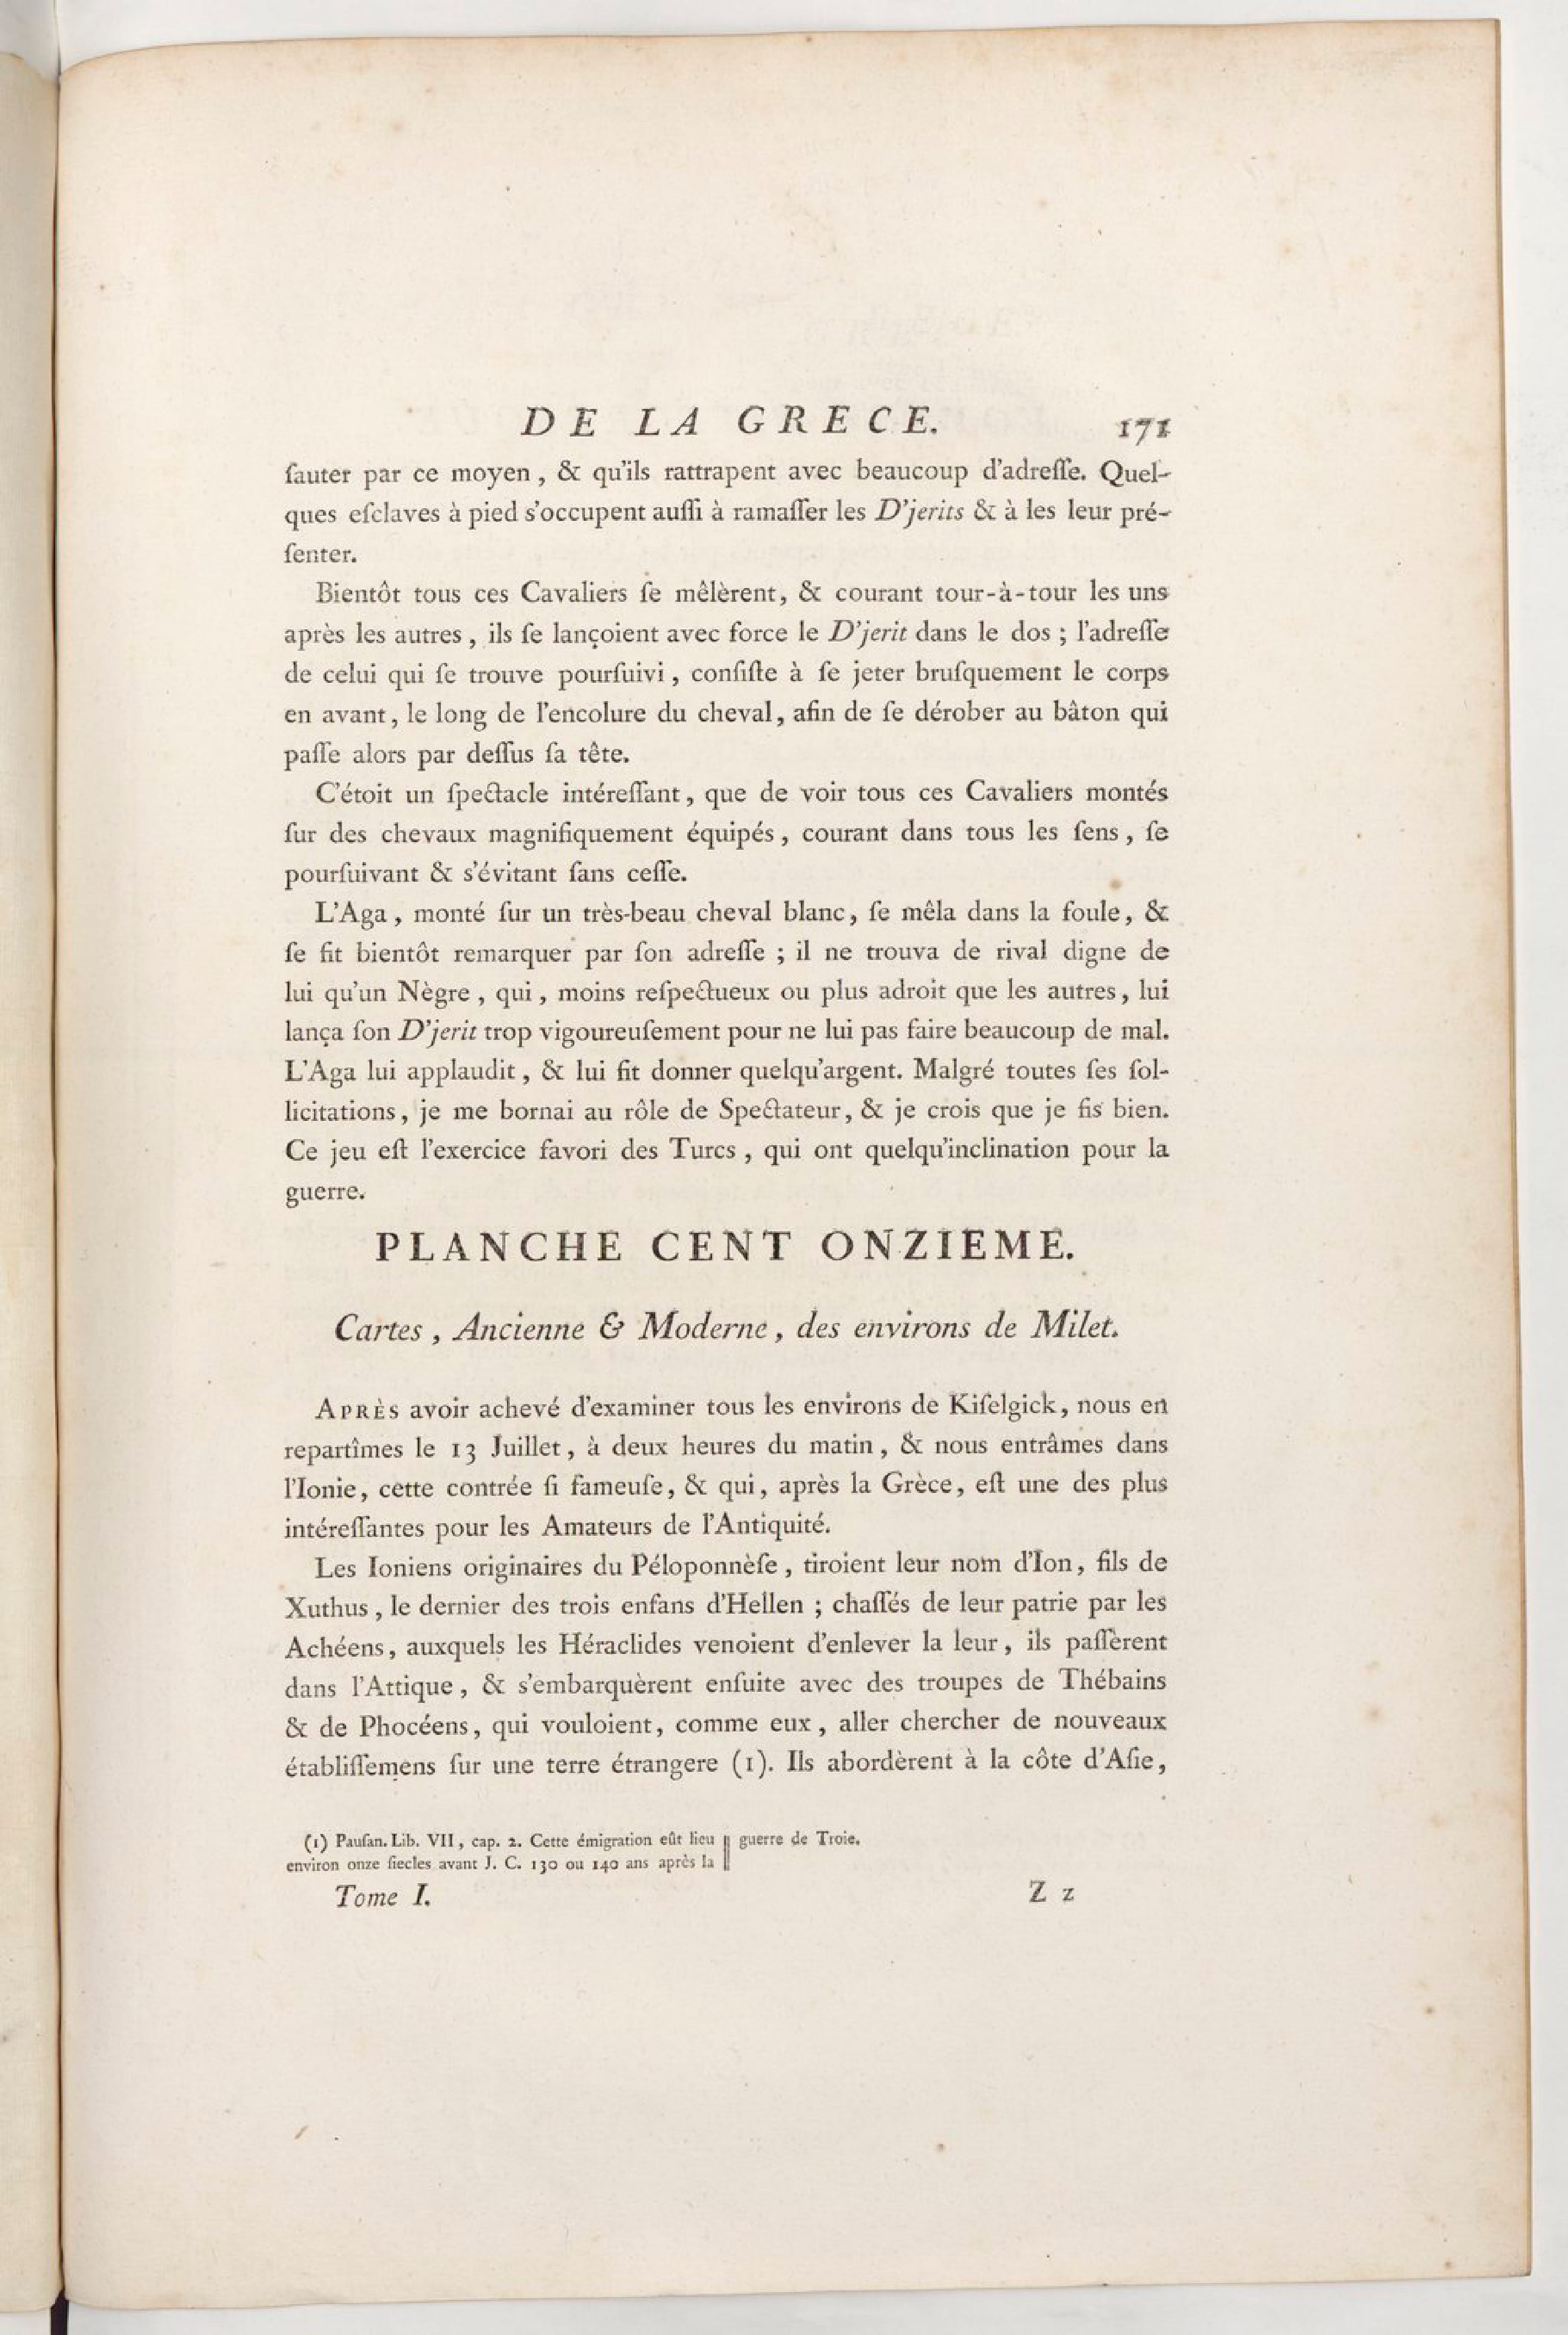 DE LA GRECE. 171
ſauter par ce moyen, & qu'ils rattrapent avec beaucoup d'adreſſe. Quel-
ques eſclaves à pied s'occupent auſſi à ramaſſer les D'jerits & à les leur pré-
ſenter.
Bientôt tous ces Cavaliers ſe mêlèrent, & courant tour-à-tour les uns
après les autres, ils ſe lançoient avec force le D'jerit dans le dos ; l'adreſſe
de celui qui ſe trouve pourſuivi, conſiſte à ſe jeter bruſquement le corps
en avant, le long de l'encolure du cheval, afin de ſe dérober au bâton qui
paſſe alors par deſſus ſa tête.
C'étoit un ſpectacle intéreſſant, que de voir tous ces Cavaliers montés
ſur des chevaux magnifiquement équipés, courant dans tous les ſens, ſe
pourſuivant & s'évitant ſans ceſſe.
L'Aga, monté ſur un très-beau cheval blanc, ſe mêla dans la foule, &
ſe fit bientôt remarquer par ſon adreſſe ; il ne trouva de rival digne de
lui qu'un Nègre, qui, moins reſpectueux ou plus adroit que les autres, lui
lança ſon D'jerit trop vigoureuſement pour ne lui pas faire beaucoup de mal.
L'Aga lui applaudit, & lui fit donner quelqu'argent. Malgré toutes ſes ſol-
licitations, je me bornai au rôle de Spectateur, & je crois que je fis bien.
Ce jeu eſt l'exercice favori des Turcs, qui ont quelqu'inclination pour la
guerre.
PLANCHE CENT ONZIEME.
Cartes, Ancienne & Moderne, des environs de Milet.
APRÈS avoir achevé d'examiner tous les environs de Kiſelgick, nous en
repartîmes le 13 Juillet, à deux heures du matin, & nous entrâmes dans
l'Ionie, cette contrée ſi fameuſe, & qui, après la Grèce, eſt une des plus
intéreſſantes pour les Amateurs de l'Antiquité.
Les Ioniens originaires du Péloponnèſe, tiroient leur nom d'Ion, fils de
Xuthus, le dernier des trois enfans d'Hellen ; chaſſés de leur patrie par les
Achéens, auxquels les Héraclides venoient d'enlever la leur, ils paſſèrent
dans l'Attique, & s'embarquèrent enſuite avec des troupes de Thébains
& de Phocéens, qui vouloient, comme eux, aller chercher de nouveaux
établiſſemens ſur une terre étrangere (1). Ils abordèrent à la côte d'Aſie,
(1) Pauſan. Lib. VII, cap. 2. Cette émigration eût lieu
environ onze ſiecles avant J. C. 130 ou 140 ans après la
guerre de Troie.
Tome I. Z z